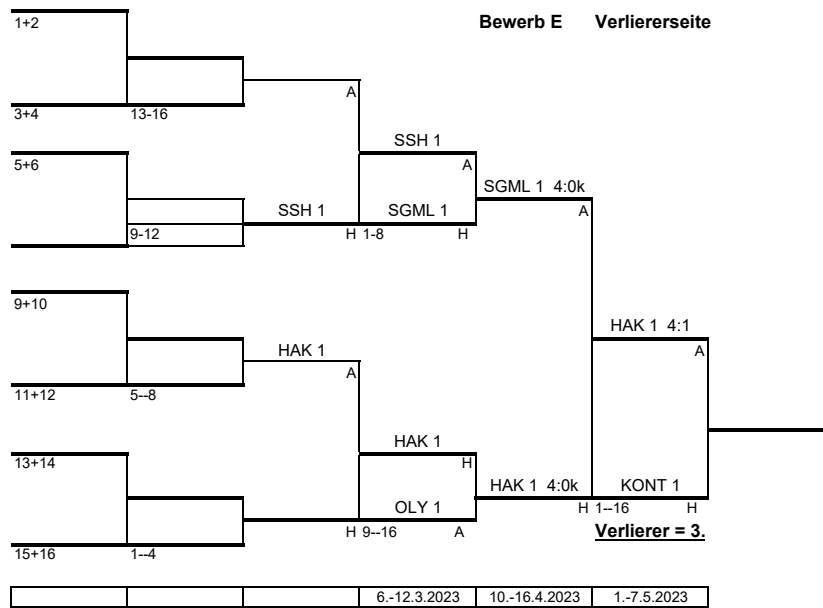 Bewerb E Verliererseite
1+2
A
3+4 13-16
SSH 1
5+6 A
SGML 1 4:0k
SSH 1 SGML 1 A
9-12 H 1-8 H
9+10
HAK 1 4:1
HAK 1 A
A
11+12 5--8
HAK 1
13+14 H
HAK 1 4:0k KONT 1
OLY 1 H 1--16 H
H 9--16 A Verlierer = 3.
15+16 1--4
6.-12.3.2023 10.-16.4.2023 1.-7.5.2023